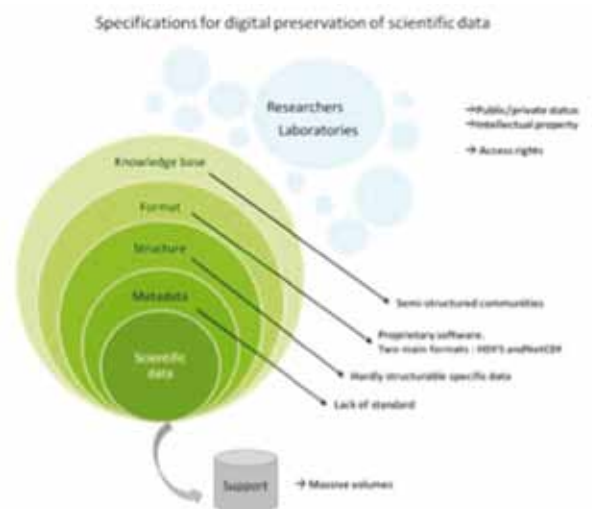 Specifications for digital preservation of scientific data
Researchers
Laboratories
→Public/private status
→Intellectual property
→ Access rights
Knowledge base
Format
Structure
Metadata
Scientific
data
Semi-structured communities
Proprietary software.
Two main formats : HDF5 andNetCDF
Hardly structurable specific data
Lack of standard
Support
→ Massive volumes